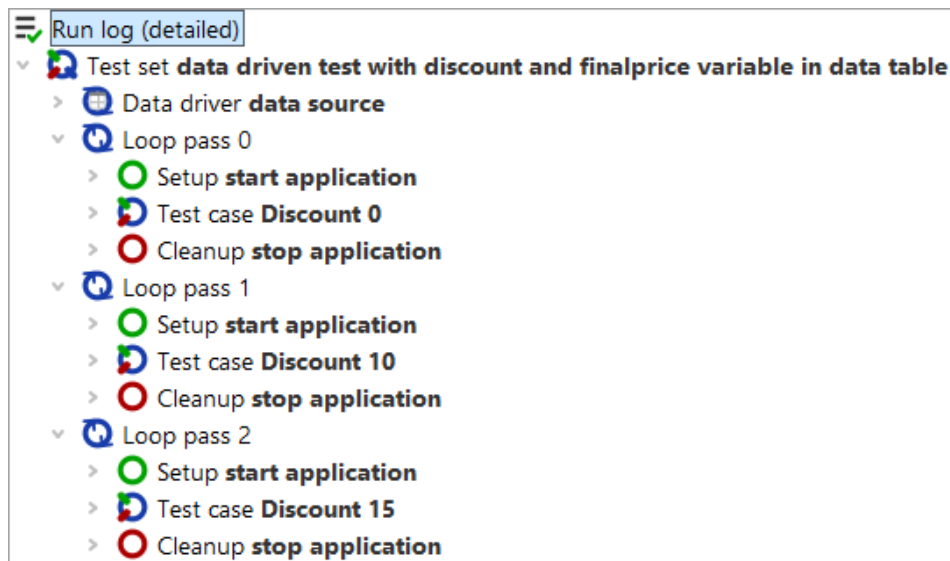 Run log (detailed)
Test set data driven test with discount and finalprice variable in data table
Data driver data source
Loop pass 0
Setup start application
Test case Discount 0
Cleanup stop application
Loop pass 1
Setup start application
Test case Discount 10
Cleanup stop application
Loop pass 2
Setup start application
Test case Discount 15
Cleanup stop application